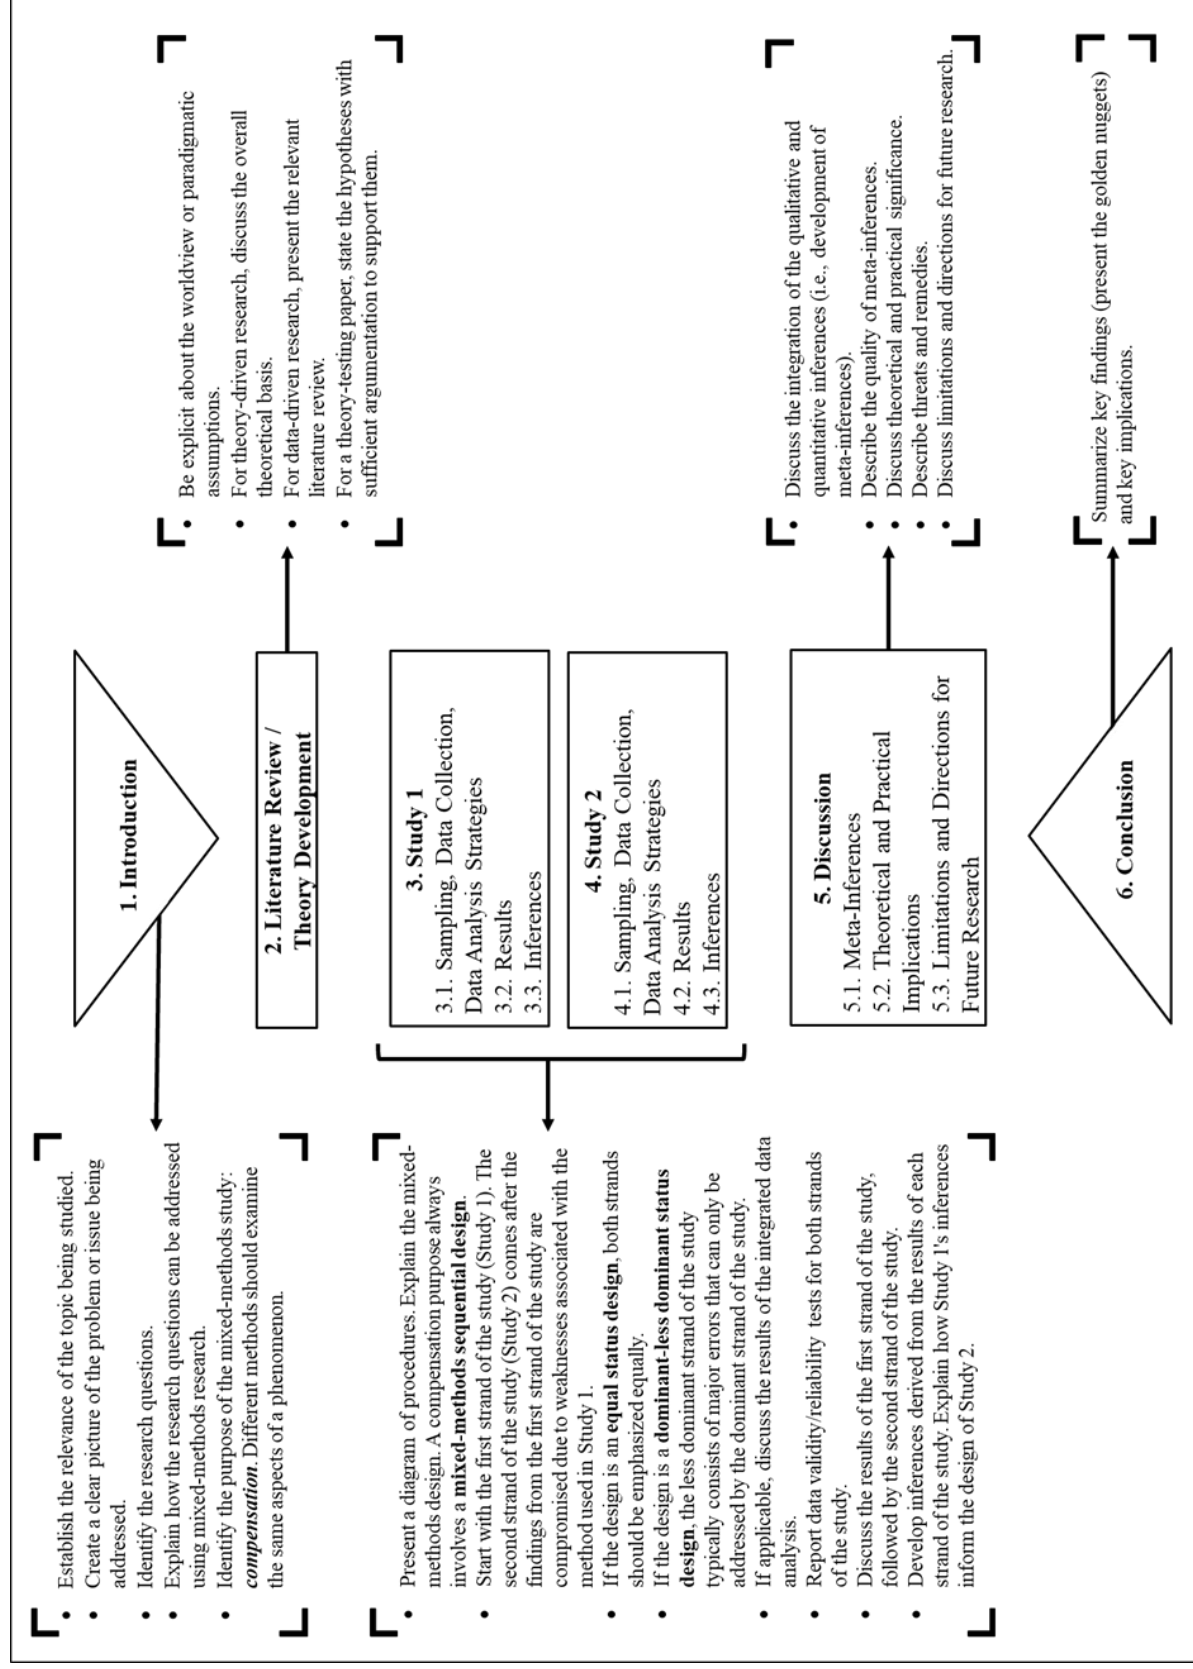 1. Introduction
Establish the relevance of the topic being studied.
Create a clear picture of the problem or issue being
addressed.
Identify the research questions.
Explain how the research questions can be addressed
using mixed-methods research.
Identify the purpose of the mixed-methods study:
compensation. Different methods should examine
the same aspects of a phenomenon.
2. Literature Review /
Theory Development
Be explicit about the worldview or paradigmatic
assumptions.
For theory-driven research, discuss the overall
theoretical basis.
For data-driven research, present the relevant
literature review.
For a theory-testing paper, state the hypotheses with
sufficient argumentation to support them.
3. Study 1
3.1. Sampling, Data Collection,
Data Analysis Strategies
3.2. Results
3.3. Inferences
4. Study 2
4.1. Sampling, Data Collection,
Data Analysis Strategies
4.2. Results
4.3. Inferences
Present a diagram of procedures. Explain the mixed-
methods design. A compensation purpose always
involves a mixed-methods sequential design.
Start with the first strand of the study (Study 1). The
second strand of the study (Study 2) comes after the
findings from the first strand of the study are
compromised due to weaknesses associated with the
method used in Study 1.
If the design is an equal status design, both strands
should be emphasized equally.
If the design is a dominant-less dominant status
design, the less dominant strand of the study
typically consists of major errors that can only be
addressed by the dominant strand of the study.
If applicable, discuss the results of the integrated data
analysis.
Report data validity/reliability tests for both strands
of the study.
Discuss the results of the first strand of the study,
followed by the second strand of the study.
Develop inferences derived from the results of each
strand of the study. Explain how Study 1's inferences
inform the design of Study 2.
5. Discussion
5.1. Meta-Inferences
5.2. Theoretical and Practical
Implications
5.3. Limitations and Directions for
Future Research
Discuss the integration of the qualitative and
quantitative inferences (i.e., development of
meta-inferences).
Describe the quality of meta-inferences.
Discuss theoretical and practical significance.
Describe threats and remedies.
Discuss limitations and directions for future research.
6. Conclusion
Summarize key findings (present the golden nuggets)
and key implications.